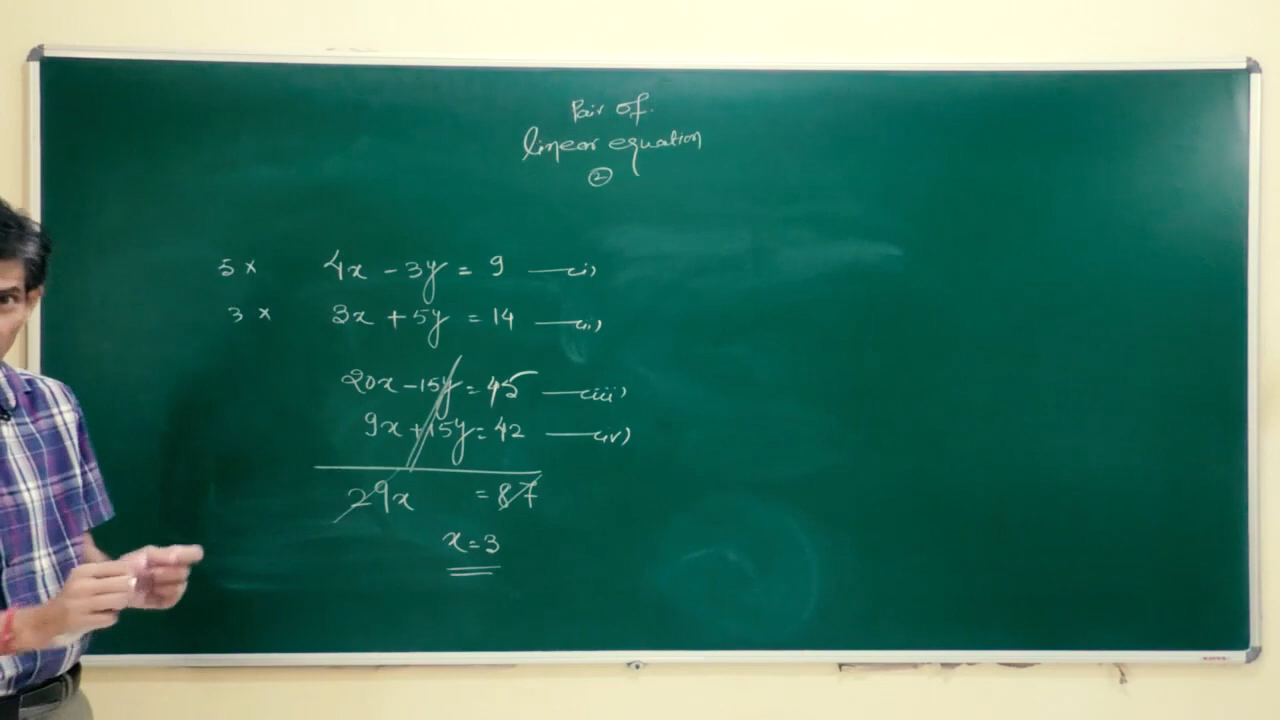 Pair of
linear equation
②
5 × 4x - 3y = 9 —(i)
3 × 3x + 5y = 14 —(ii)
20x - 15y = 45 —(iii)
9x + 15y = 42 —(iv)
29x = 87
x = 3